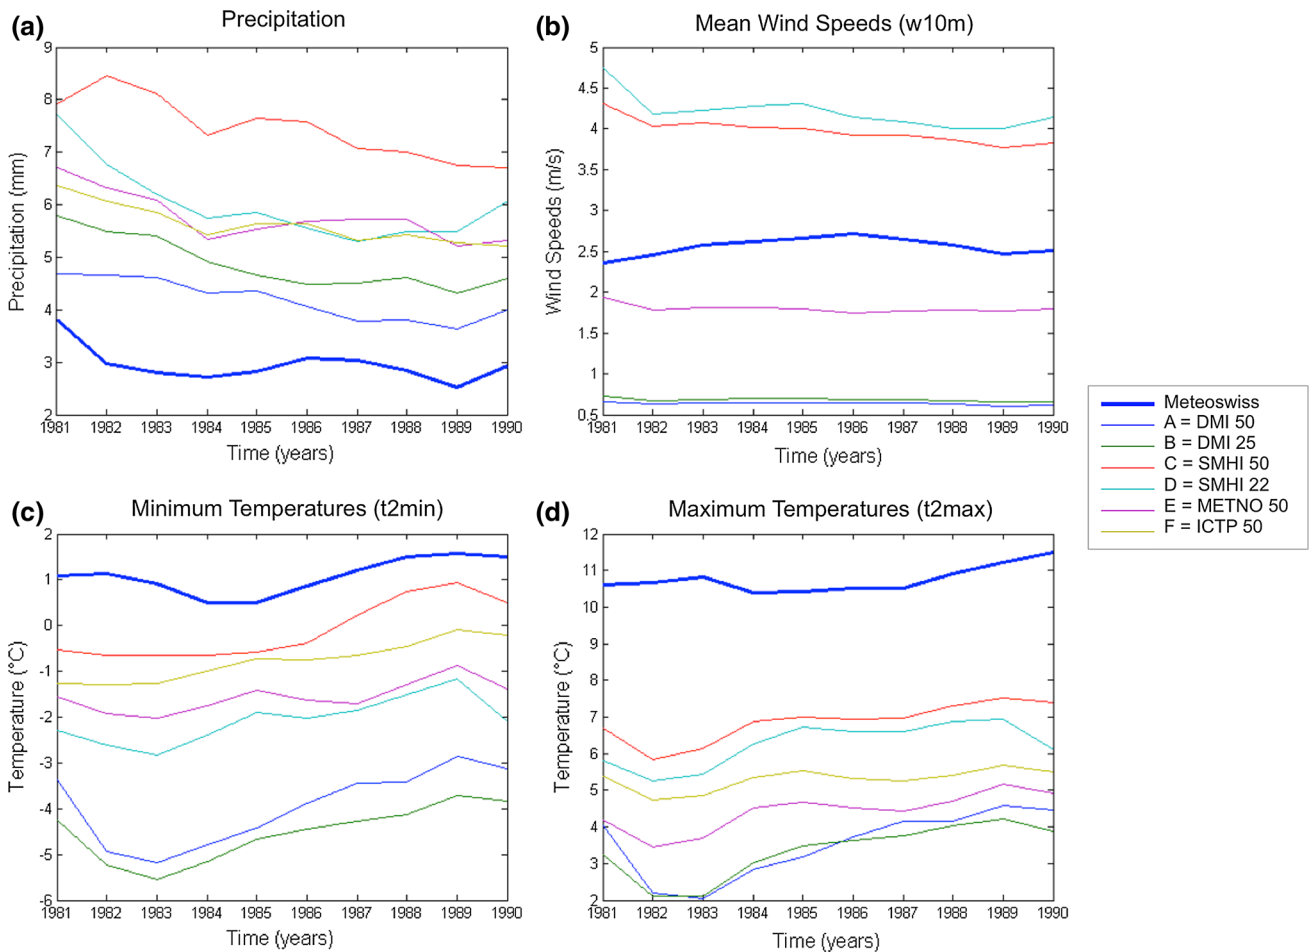 (a) Precipitation
Precipitation (mm)
9
8
7
6
5
4
3
2
1981 1982 1983 1984 1985 1986 1987 1988 1989 1990
Time (years)
(b) Mean Wind Speeds (w10m)
Wind Speeds (m/s)
5
4.5
4
3.5
3
2.5
2
1.5
1
0.5
1981 1982 1983 1984 1985 1986 1987 1988 1989 1990
Time (years)
Meteoswiss
A = DMI 50
B = DMI 25
C = SMHI 50
D = SMHI 22
E = METNO 50
F = ICTP 50
(c) Minimum Temperatures (t2min)
Temperature (°C)
2
1
0
-1
-2
-3
-4
-5
-6
1981 1982 1983 1984 1985 1986 1987 1988 1989 1990
Time (years)
(d) Maximum Temperatures (t2max)
Temperature (°C)
12
11
10
9
8
7
6
5
4
3
2
1981 1982 1983 1984 1985 1986 1987 1988 1989 1990
Time (years)